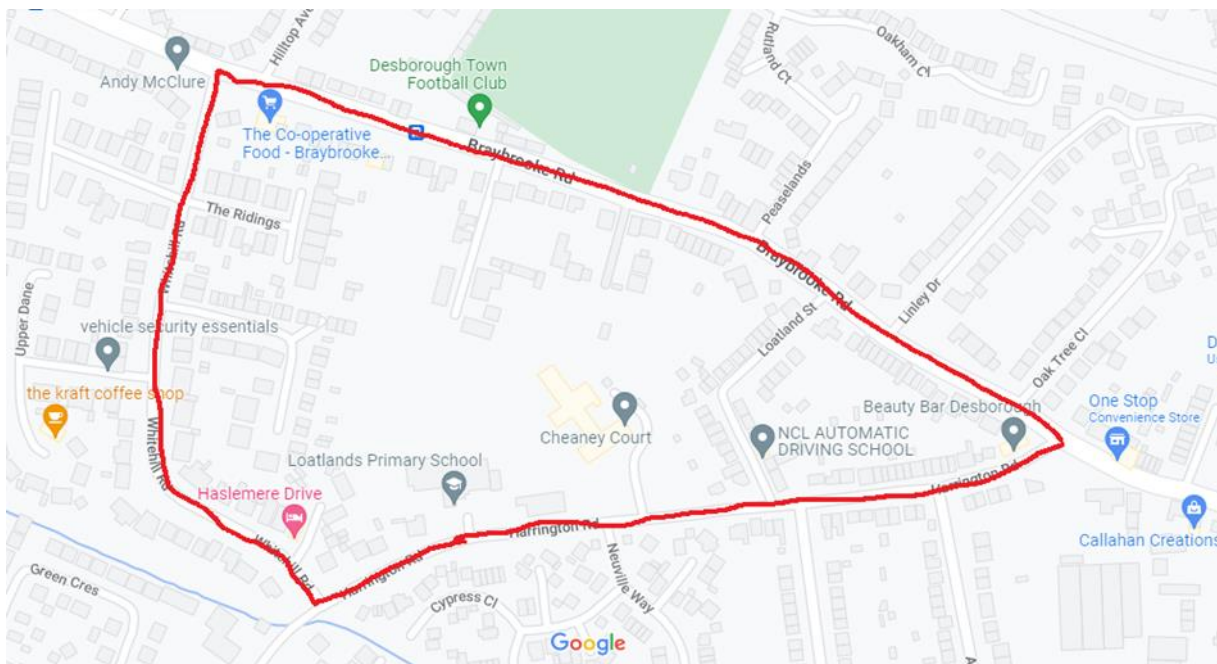 Hilltop Ave
Andy McClure
Desborough Town
Football Club
Rutland Ct
Oakham Cl
The Co-operative
Food - Braybrooke...
Braybrooke Rd
Peaselands
The Ridings
Whitehill Rd
Braybrooke Rd
Linley Dr
Upper Dane
vehicle security essentials
Loatland St
Oak Tree Cl
D
the kraft coffee shop
Beauty Bar Desborough
One Stop
Convenience Store
Whitehill Rd
Cheaney Court
NCL AUTOMATIC
DRIVING SCHOOL
Loatlands Primary School
Haslemere Drive
Harrington Rd
Harrington Rd
Callahan Creations
Whitehill Rd
Harrington Rd
Neuville Way
Green Cres
Cypress Cl
Google